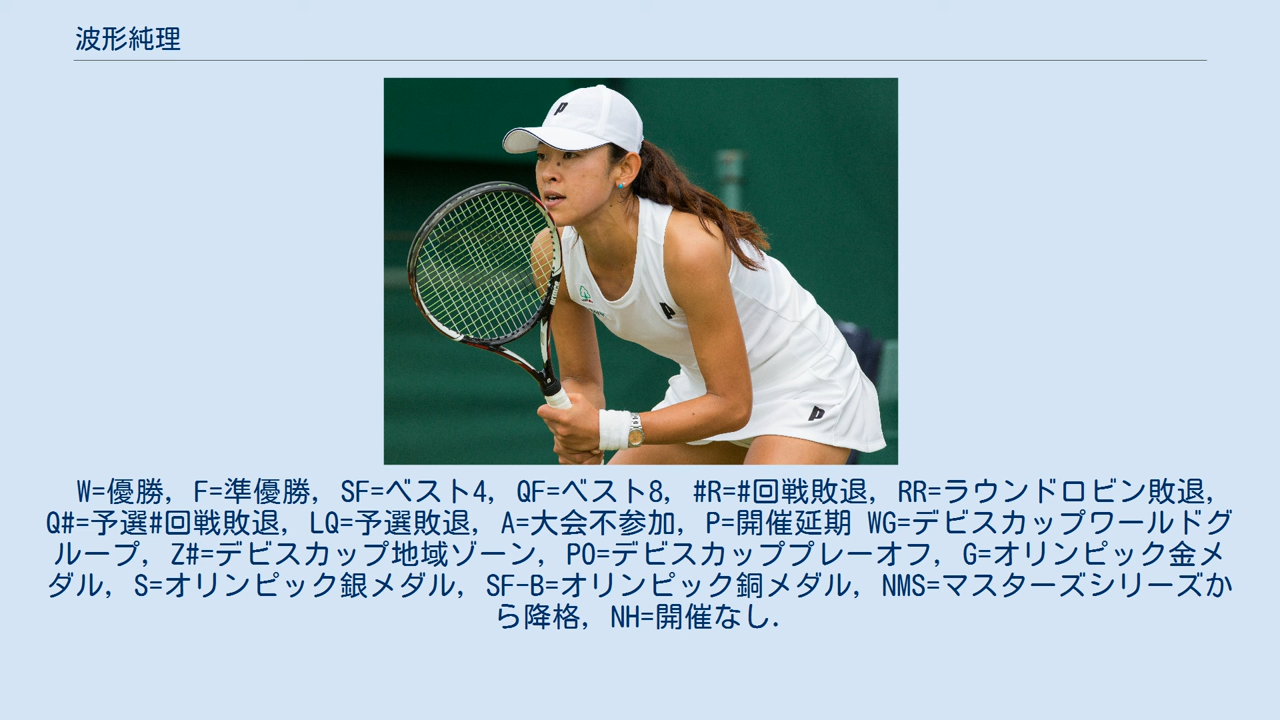 波形純理
W=優勝, F=準優勝, SF=ベスト4, QF=ベスト8, #R=#回戦敗退, RR=ラウンドロビン敗退,
Q#=予選#回戦敗退, LQ=予選敗退, A=大会不参加, P=開催延期 WG=デビスカップワールドグ
ループ, Z#=デビスカップ地域ゾーン, PO=デビスカッププレーオフ, G=オリンピック金メ
ダル, S=オリンピック銀メダル, SF-B=オリンピック銅メダル, NMS=マスターズシリーズか
ら降格, NH=開催なし.